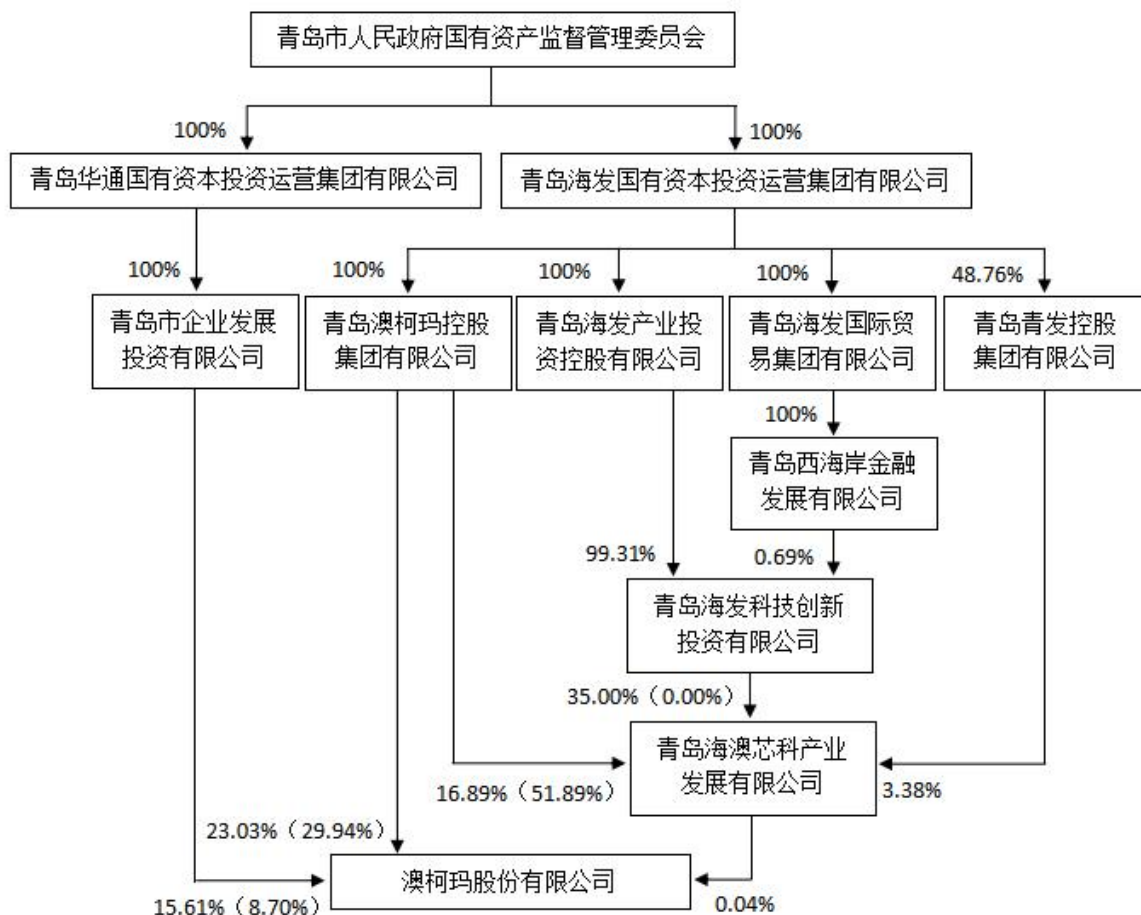 青岛市人民政府国有资产监督管理委员会
100%
100%
青岛华通国有资本投资运营集团有限公司
青岛海发国有资本投资运营集团有限公司
100%
100%
100%
100%
48.76%
青岛市企业发展
投资有限公司
青岛澳柯玛控股
集团有限公司
青岛海发产业投
资控股有限公司
青岛海发国际贸
易集团有限公司
青岛青发控股
集团有限公司
100%
青岛西海岸金融
发展有限公司
99.31%
0.69%
青岛海发科技创新
投资有限公司
35.00%（0.00%）
青岛海澳芯科产业
发展有限公司
16.89%（51.89%）
3.38%
23.03%（29.94%）
澳柯玛股份有限公司
15.61%（8.70%）
0.04%